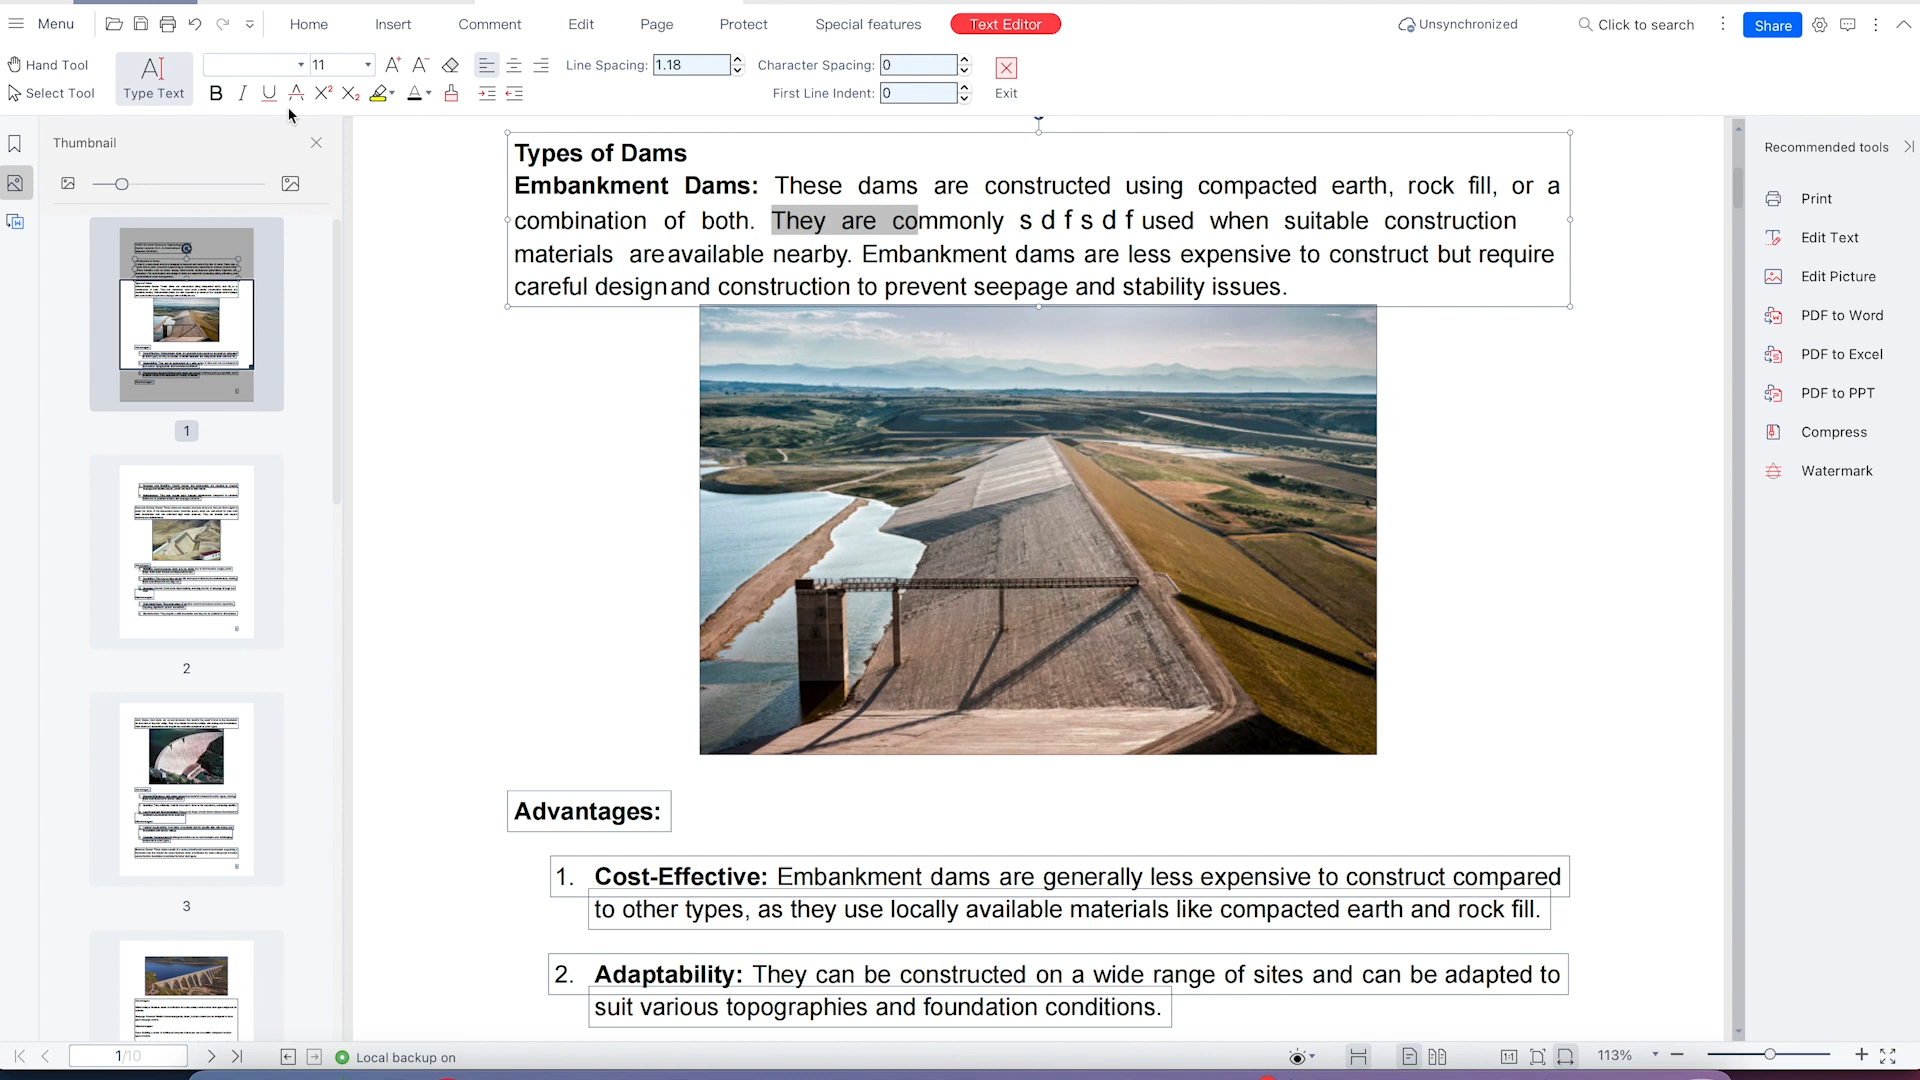 Menu
Home
Insert
Comment
Edit
Page
Protect
Special features
Text Editor
Unsynchronized
Click to search
Share
Hand Tool
Select Tool
Type Text
11
Line Spacing: 1.18
Character Spacing: 0
First Line Indent: 0
Exit
Thumbnail
1
2
3
Types of Dams
Embankment Dams: These dams are constructed using compacted earth, rock fill, or a
combination of both. They are commonly s d f s d f used when suitable construction
materials are available nearby. Embankment dams are less expensive to construct but require
careful design and construction to prevent seepage and stability issues.
Advantages:
1. Cost-Effective: Embankment dams are generally less expensive to construct compared
to other types, as they use locally available materials like compacted earth and rock fill.
2. Adaptability: They can be constructed on a wide range of sites and can be adapted to
suit various topographies and foundation conditions.
Recommended tools
Print
Edit Text
Edit Picture
PDF to Word
PDF to Excel
PDF to PPT
Compress
Watermark
1/10
Local backup on
1:1
113%